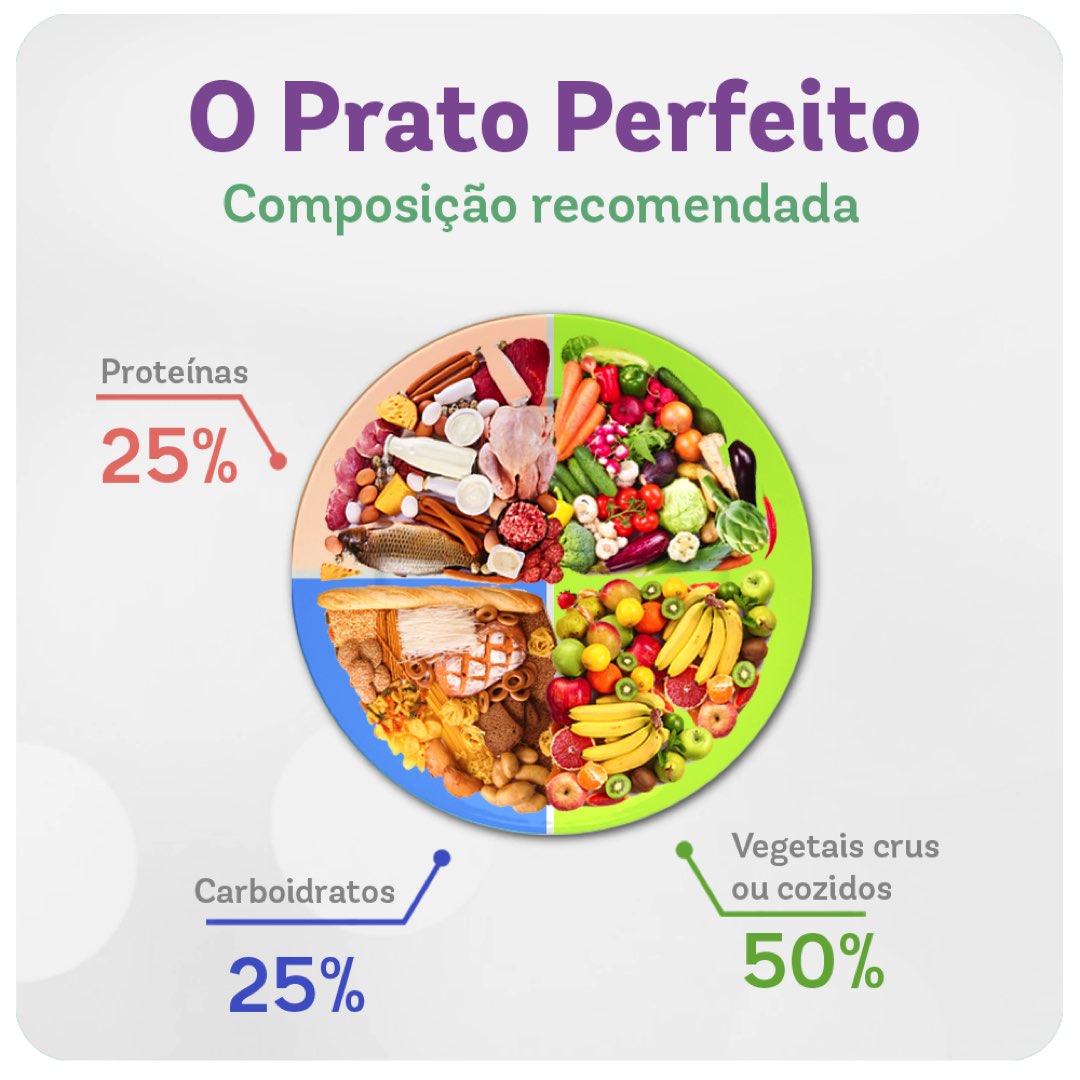 O Prato Perfeito
Composição recomendada
Proteínas
25%
Carboidratos
25%
Vegetais crus
ou cozidos
50%